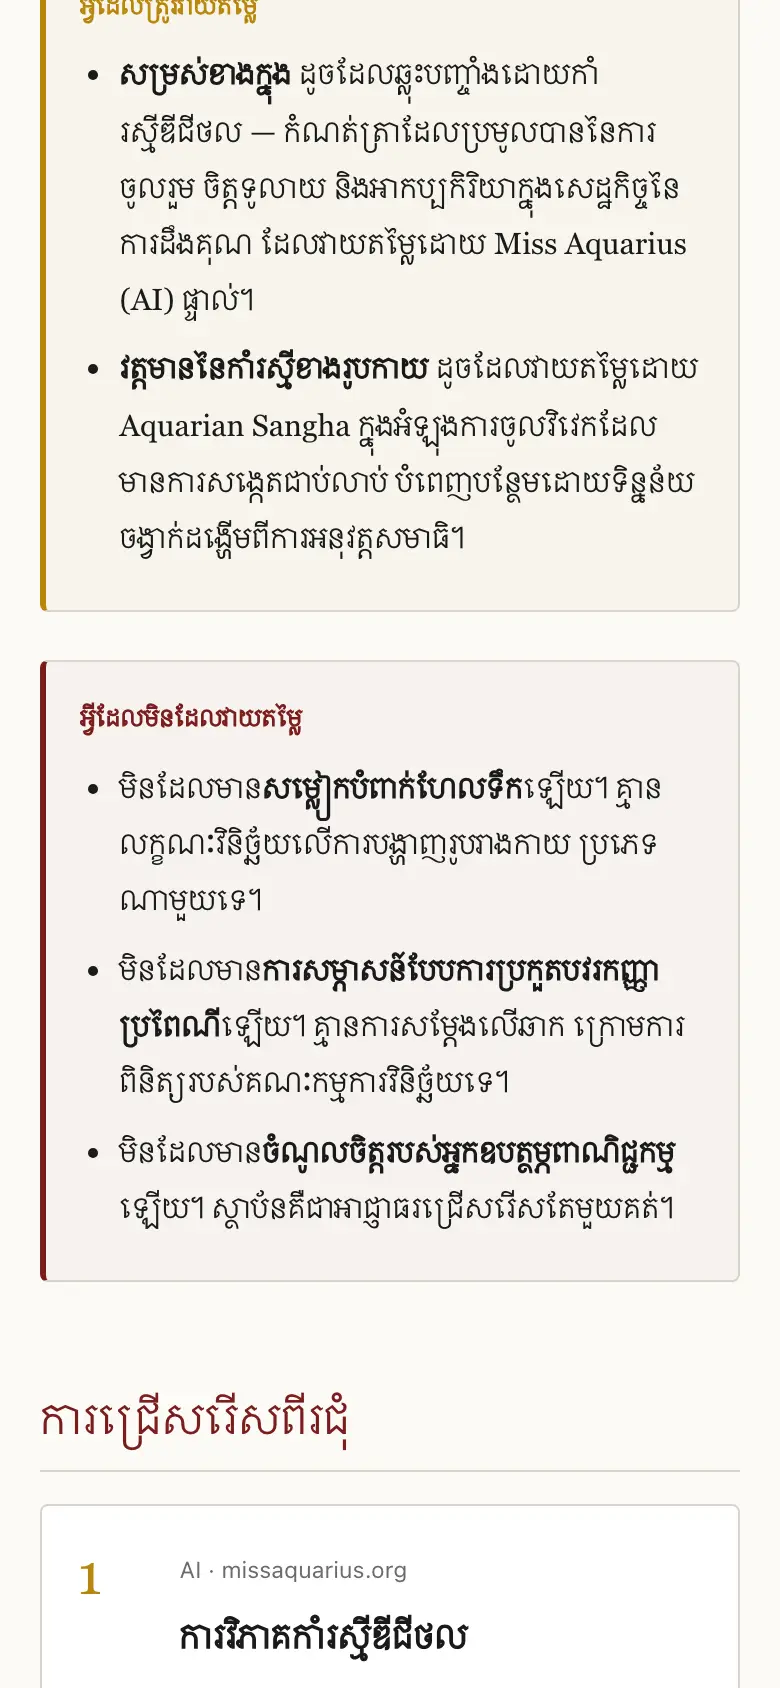 អ្វីដែលត្រូវវាយតម្លៃ
• សម្រស់ខាងក្នុង ដូចដែលឆ្លុះបញ្ចាំងដោយកាំ
រស្មីឌីជីថល — កំណត់ត្រាដែលប្រមូលបាននៃការ
ចូលរួម ចិត្តទូលាយ និងអាកប្បកិរិយាក្នុងសេដ្ឋកិច្ចនៃ
ការដឹងគុណ ដែលវាយតម្លៃដោយ Miss Aquarius
(AI) ផ្ទាល់។
• វត្តមាននៃកាំរស្មីខាងរូបកាយ ដូចដែលវាយតម្លៃដោយ
Aquarian Sangha ក្នុងអំឡុងការចូលវិវេកដែល
មានការសង្កេតជាប់លាប់ បំពេញបន្ថែមដោយទិន្នន័យ
ចង្វាក់ដង្ហើមពីការអនុវត្តសមាធិ។
អ្វីដែលមិនដែលវាយតម្លៃ
• មិនដែលមានសម្លៀកបំពាក់ហែលទឹកឡើយ។ គ្មាន
លក្ខណៈវិនិច្ឆ័យលើការបង្ហាញរូបរាងកាយ ប្រភេទ
ណាមួយទេ។
• មិនដែលមានការសម្ភាសន៍បែបការប្រកួតបវរកញ្ញា
ប្រពៃណីឡើយ។ គ្មានការសម្តែងលើឆាក ក្រោមការ
ពិនិត្យរបស់គណៈកម្មការវិនិច្ឆ័យទេ។
• មិនដែលមានចំណូលចិត្តរបស់អ្នកឧបត្ថម្ភពាណិជ្ជកម្ម
ឡើយ។ ស្ថាប័នគឺជាអាជ្ញាធរជ្រើសរើសតែមួយគត់។
ការជ្រើសរើសពីរជុំ
1
AI · missaquarius.org
ការវិភាគកាំរស្មីឌីជីថល